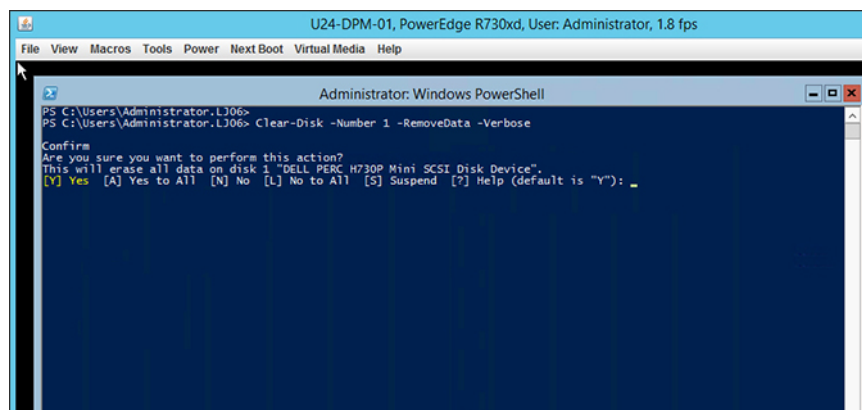 U24-DPM-01, PowerEdge R730xd, User: Administrator, 1.8 fps
File View Macros Tools Power Next Boot Virtual Media Help
Administrator: Windows PowerShell
PS C:\Users\Administrator.LJ06>
PS C:\Users\Administrator.LJ06> Clear-Disk -Number 1 -RemoveData -Verbose
Confirm
Are you sure you want to perform this action?
This will erase all data on disk 1 "DELL PERC H730P Mini SCSI Disk Device".
[Y] Yes [A] Yes to All [N] No [L] No to All [S] Suspend [?] Help (default is "Y"): _